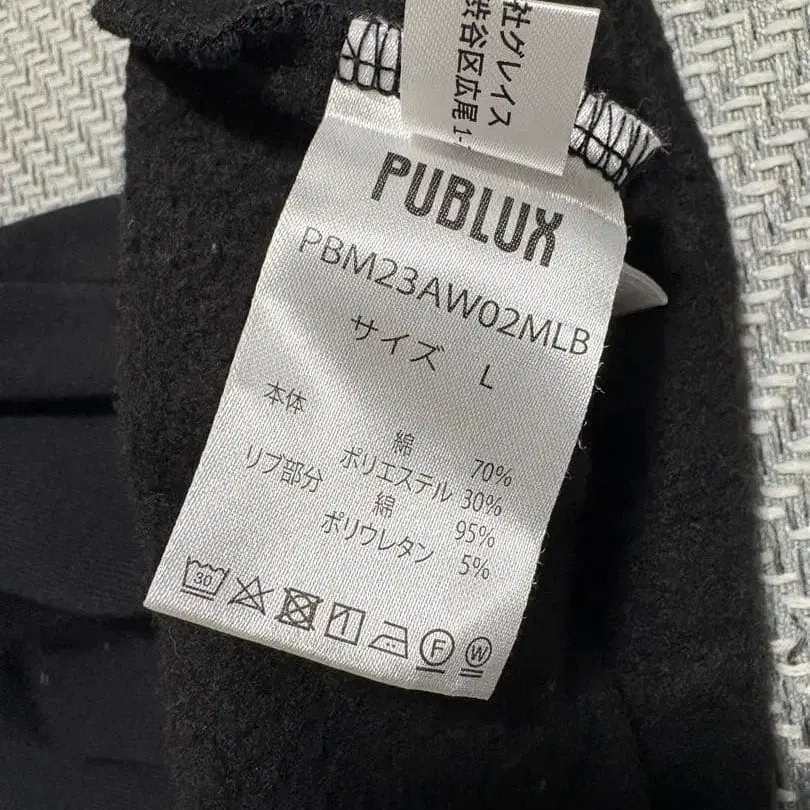 社グレイス
渋谷区広尾 1-
PUBLUX
PBM23AW02MLB
サイズ L
本体
綿 70%
ポリエステル 30%
リブ部分
綿 95%
ポリウレタン 5%
30
F
W